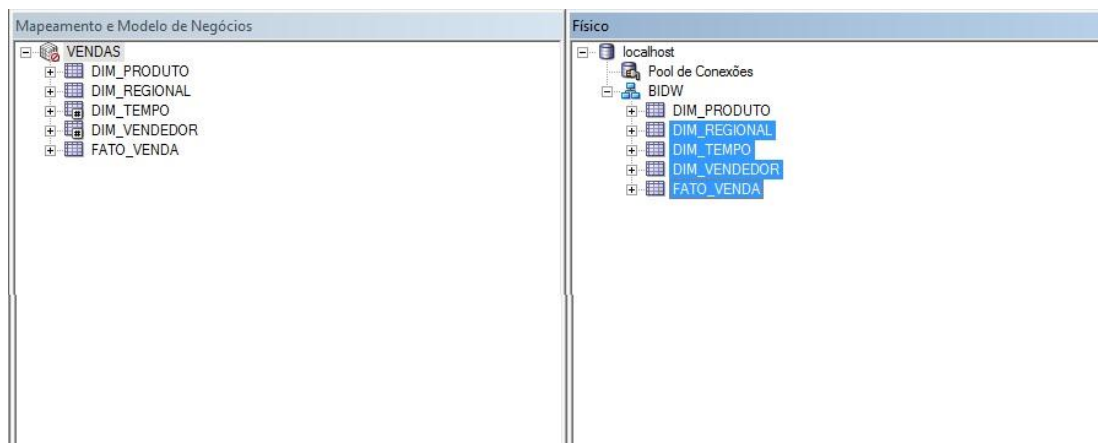 Mapeamento e Modelo de Negócios
VENDAS
DIM_PRODUTO
DIM_REGIONAL
DIM_TEMPO
DIM_VENDEDOR
FATO_VENDA
Físico
localhost
Pool de Conexões
BIDW
DIM_PRODUTO
DIM_REGIONAL
DIM_TEMPO
DIM_VENDEDOR
FATO_VENDA